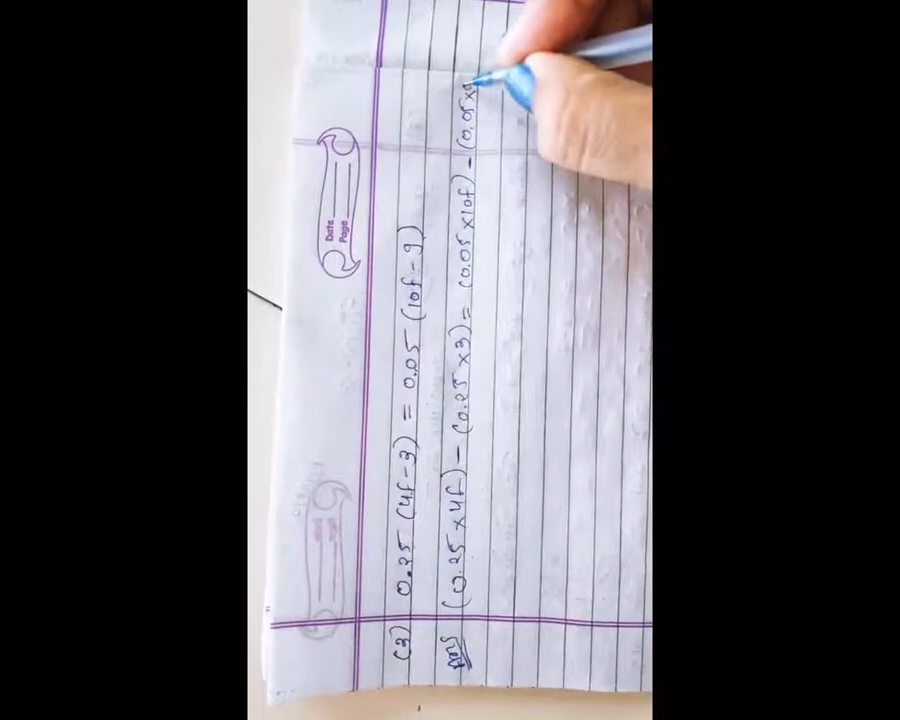 Date
Page
(3) 0.25 (4f-3) = 0.05 (10f-9)
Ans (0.25 x 4f) - (0.25 x 3) = (0.05 x 10f) - (0.05 x 9